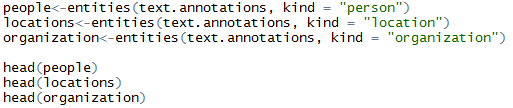 people<-entities(text.annotations, kind = "person")
locations<-entities(text.annotations, kind = "location")
organization<-entities(text.annotations, kind = "organization")
head(people)
head(locations)
head(organization)